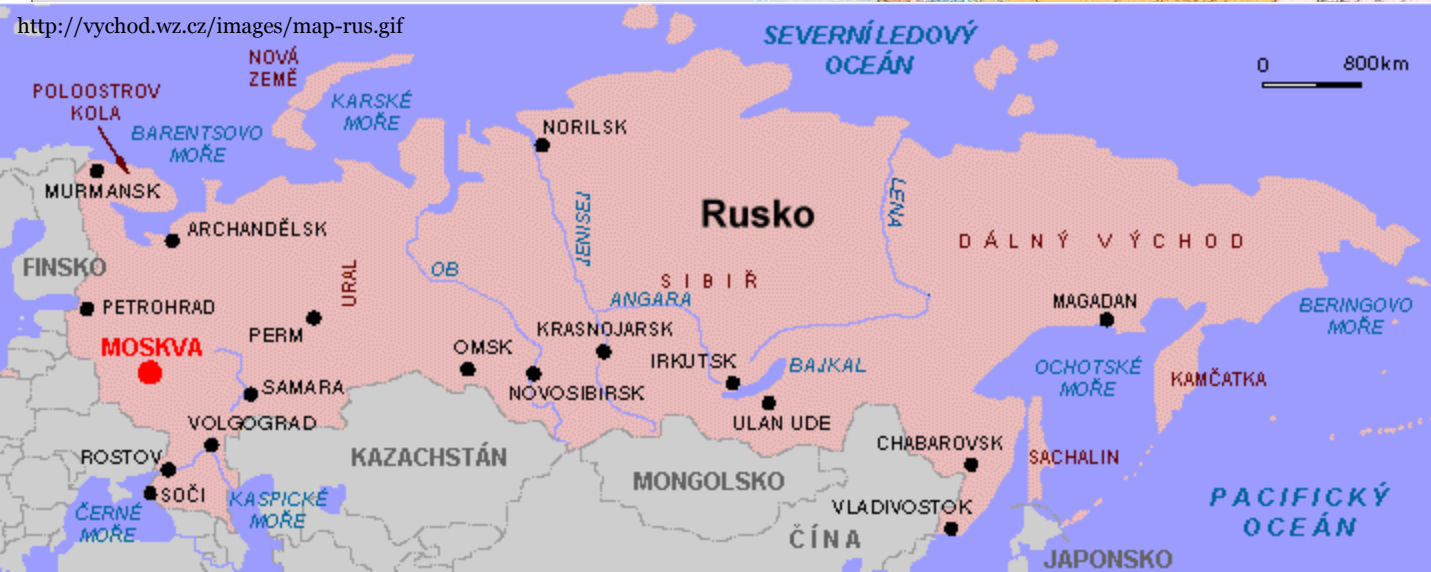 http://vychod.wz.cz/images/map-rus.gif
SEVERNÍ LEDOVÝ
OCEÁN
0 800km
NOVÁ
ZEMĚ
POLOOSTROV
KOLA
KARSKÉ
MOŘE
BARENTSOVO
MOŘE
NORILSK
MURMANSK
ARCHANDĚLSK
JENISEJ
LENA
Rusko
DÁLNÝ VÝCHOD
FINSKO
URAL
OB
SIBIŘ
ANGARA
PETROHRAD
PERM
MAGADAN
BERINGOVO
MOŘE
MOSKVA
KRASNOJARSK
OMSK
IRKUTSK
BAJKAL
OCHOTSKÉ
MOŘE
KAMČATKA
SAMARA
NOVOSIBIRSK
VOLGOGRAD
ULAN UDE
CHABAROVSK
ROSTOV
KAZACHSTÁN
SACHALIN
MONGOLSKO
SOČI
KASPICKÉ
MOŘE
ČERNÉ
MOŘE
VLADIVOSTOK
PACIFICKÝ
OCEÁN
ČÍNA
JAPONSKO